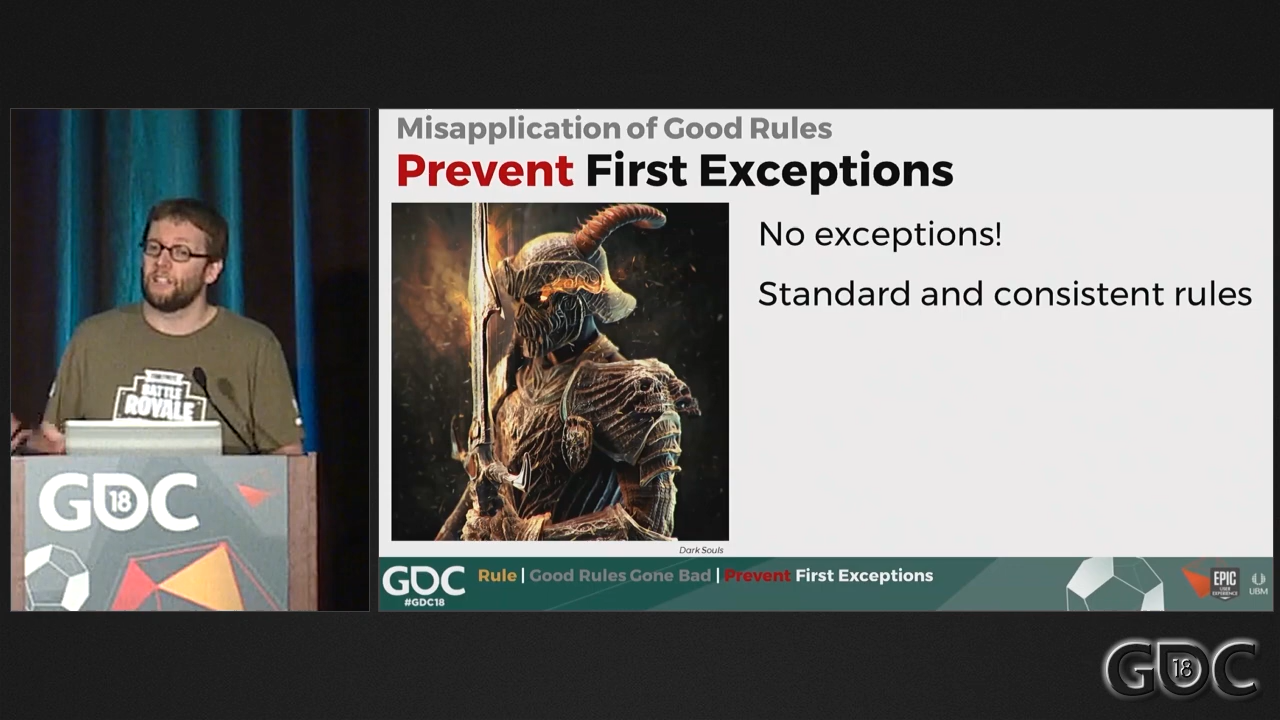 BATTLE
ROYALE
GDC
18
Misapplication of Good Rules
Prevent First Exceptions
No exceptions!
Standard and consistent rules
Dark Souls
GDC
#GDC18
Rule | Good Rules Gone Bad | Prevent First Exceptions
EPIC
UBM
GDC
18